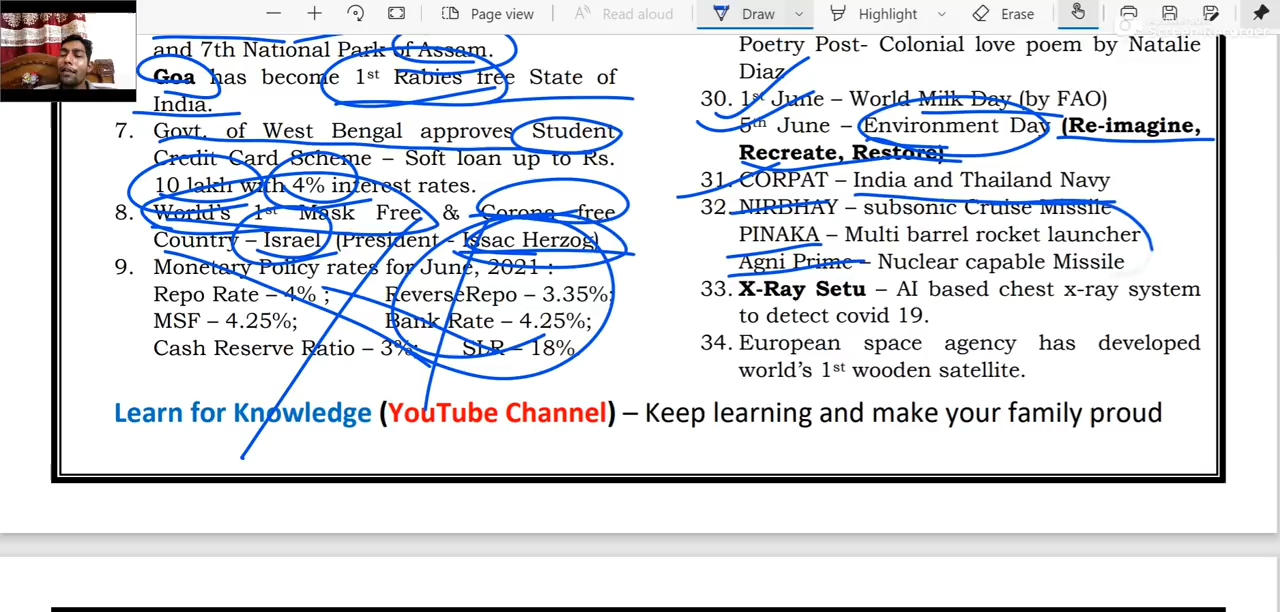 Page view
Read aloud
Draw
Highlight
Erase
Screen Recorder
and 7th National Park of Assam.
Goa has become 1st Rabies free State of
India.
7. Govt. of West Bengal approves Student
Credit Card Scheme – Soft loan up to Rs.
10 lakh with 4% interest rates.
8. World's 1st Mask Free & Corona free
Country – Israel (President - Issac Herzog)
9. Monetary Policy rates for June, 2021 :
Repo Rate – 4% ; ReverseRepo – 3.35%;
MSF – 4.25%; Bank Rate – 4.25%;
Cash Reserve Ratio – 3%; SLR – 18%.
Poetry Post- Colonial love poem by Natalie
Diaz
30. 1st June – World Milk Day (by FAO)
5th June – Environment Day (Re-imagine,
Recreate, Restore)
31. CORPAT – India and Thailand Navy
32. NIRBHAY – subsonic Cruise Missile
PINAKA – Multi barrel rocket launcher
Agni Prime – Nuclear capable Missile
33. X-Ray Setu – AI based chest x-ray system
to detect covid 19.
34. European space agency has developed
world's 1st wooden satellite.
Learn for Knowledge (YouTube Channel) – Keep learning and make your family proud